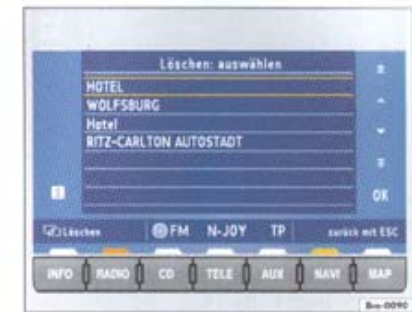 Löschen: auswählen
HOTEL
WOLFSBURG
Hotel
RITZ-CARLTON AUTOSTADT
OK
Löschen FM N-JOY TP zurück mit ESC
INFO RADIO CD TELE AUX NAVI MAP